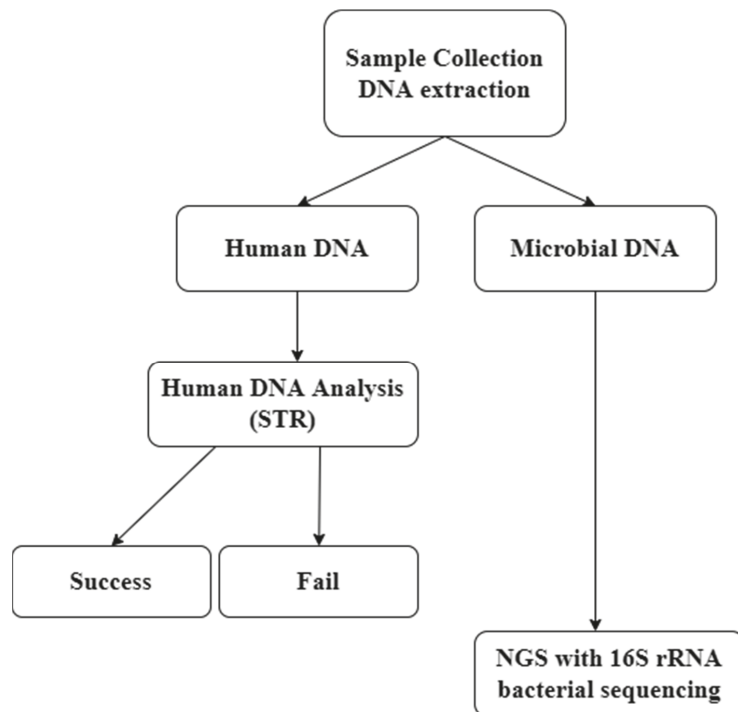 Sample Collection
DNA extraction
Human DNA
Microbial DNA
Human DNA Analysis
(STR)
Success
Fail
NGS with 16S rRNA
bacterial sequencing